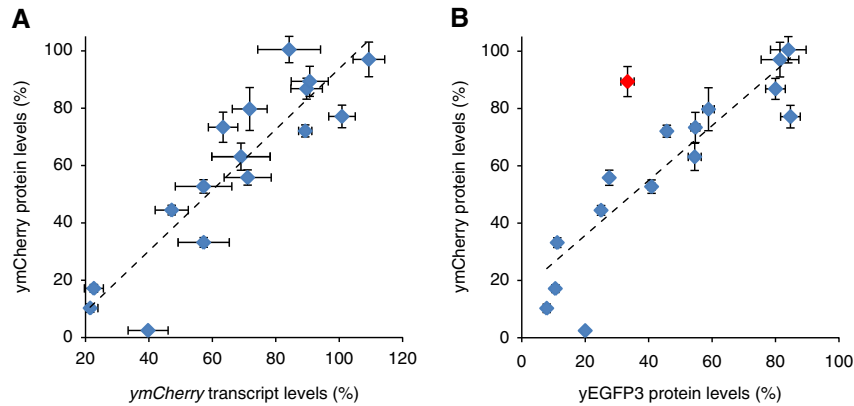 A
ymCherry protein levels (%)
100
80
60
40
20
0
20 40 60 80 100 120
ymCherry transcript levels (%)
B
ymCherry protein levels (%)
100
80
60
40
20
0
0 20 40 60 80 100
yEGFP3 protein levels (%)